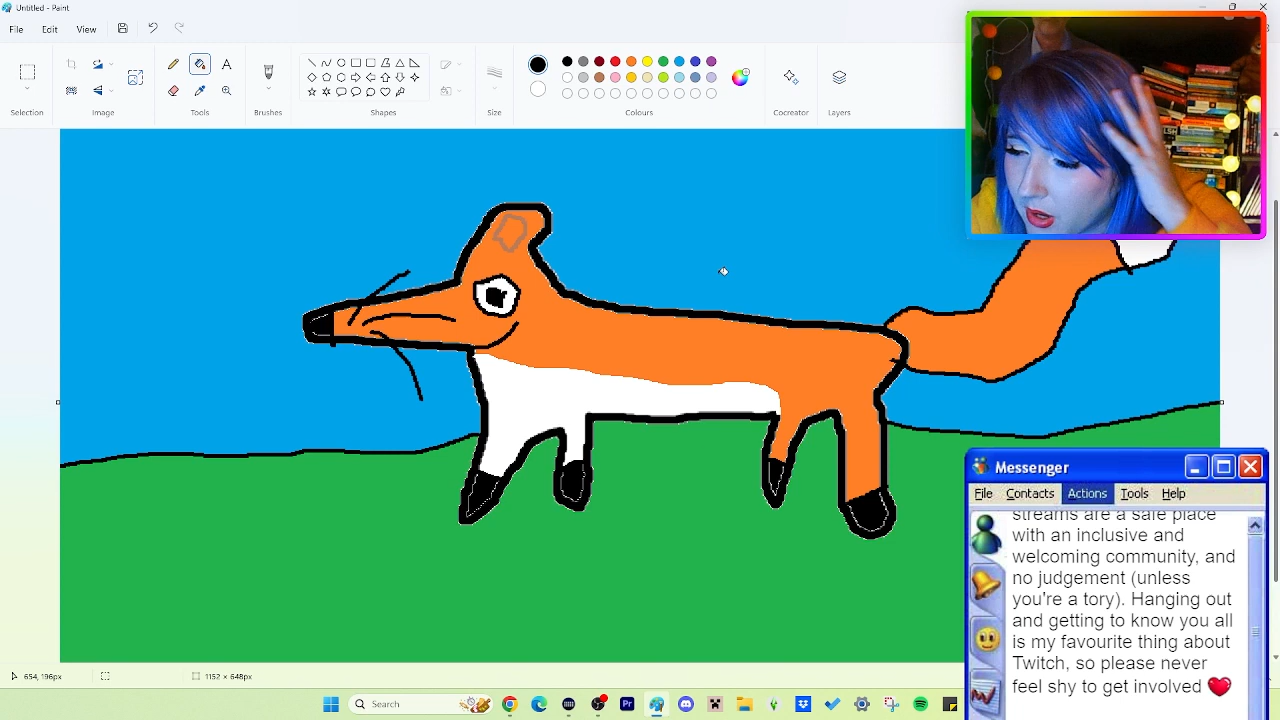 Untitled - Paint
File Edit View
Selection Image Tools Brushes Shapes Size Colours Cocreator Layers
Messenger
File Contacts Actions Tools Help
streams are a safe place
with an inclusive and
welcoming community, and
no judgement (unless
you're a tory). Hanging out
and getting to know you all
is my favourite thing about
Twitch, so please never
feel shy to get involved ❤️
654, 196px 1152 × 648px
Search